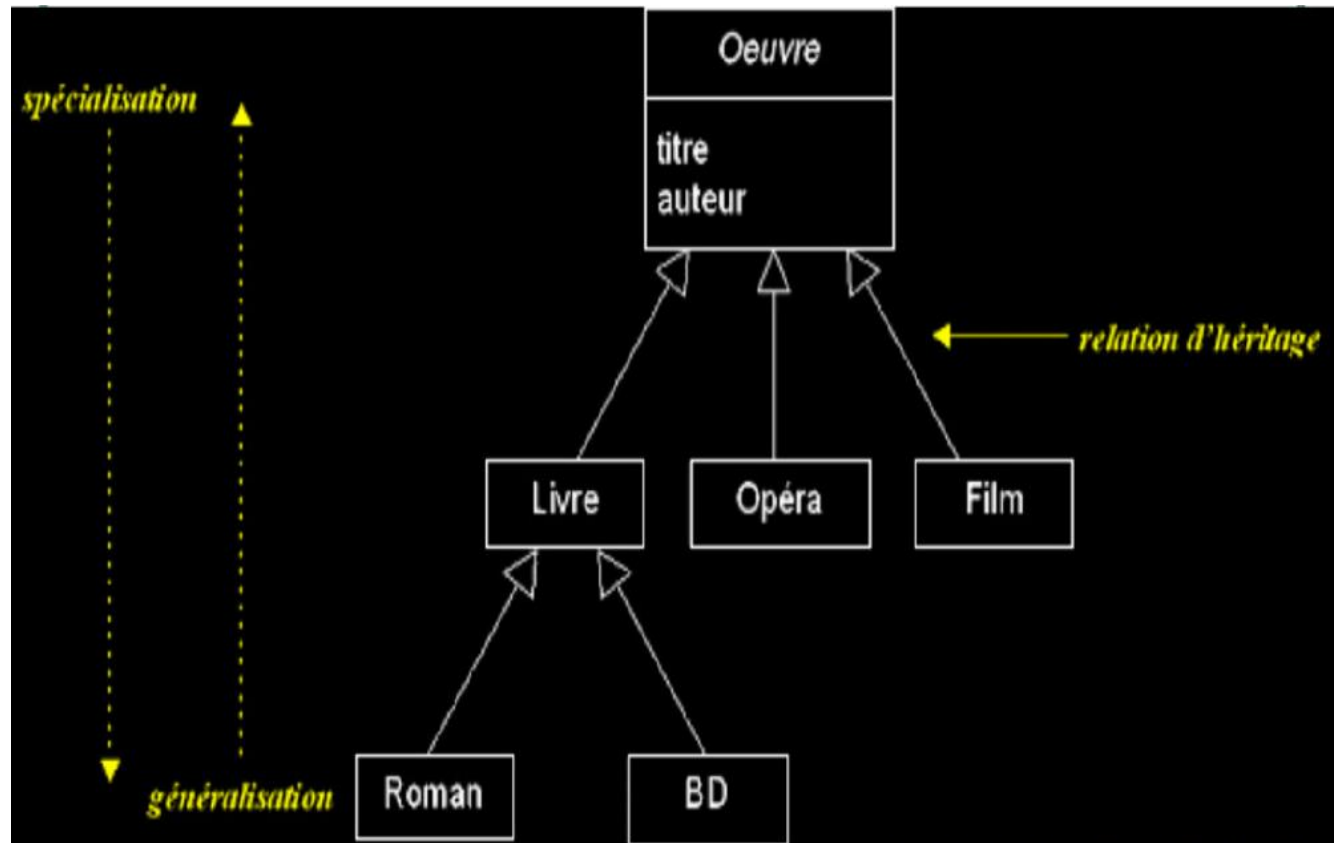 Oeuvre
spécialisation
titre
auteur
relation d'héritage
Livre
Opéra
Film
généralisation
Roman
BD